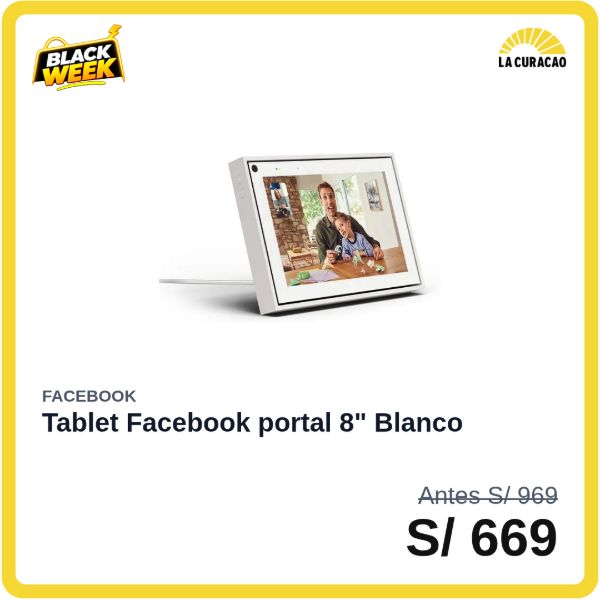 BLACK
WEEK
LA CURACAO
FACEBOOK
Tablet Facebook portal 8" Blanco
Antes S/ 969
S/ 669